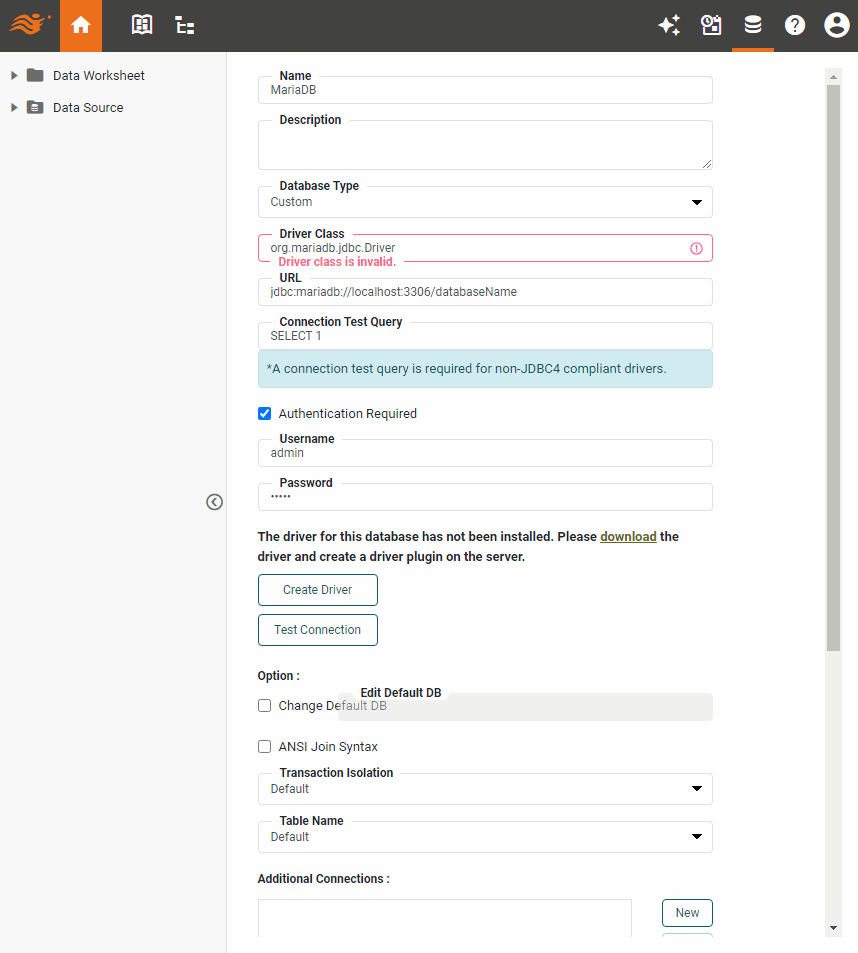 Data Worksheet
Data Source
Name
MariaDB
Description
Database Type
Custom
Driver Class
org.mariadb.jdbc.Driver
Driver class is invalid.
URL
jdbc:mariadb://localhost:3306/databaseName
Connection Test Query
SELECT 1
*A connection test query is required for non-JDBC4 compliant drivers.
Authentication Required
Username
admin
Password
•••••
The driver for this database has not been installed. Please download the
driver and create a driver plugin on the server.
Create Driver
Test Connection
Option :
Edit Default DB
Change Default DB
ANSI Join Syntax
Transaction Isolation
Default
Table Name
Default
Additional Connections :
New